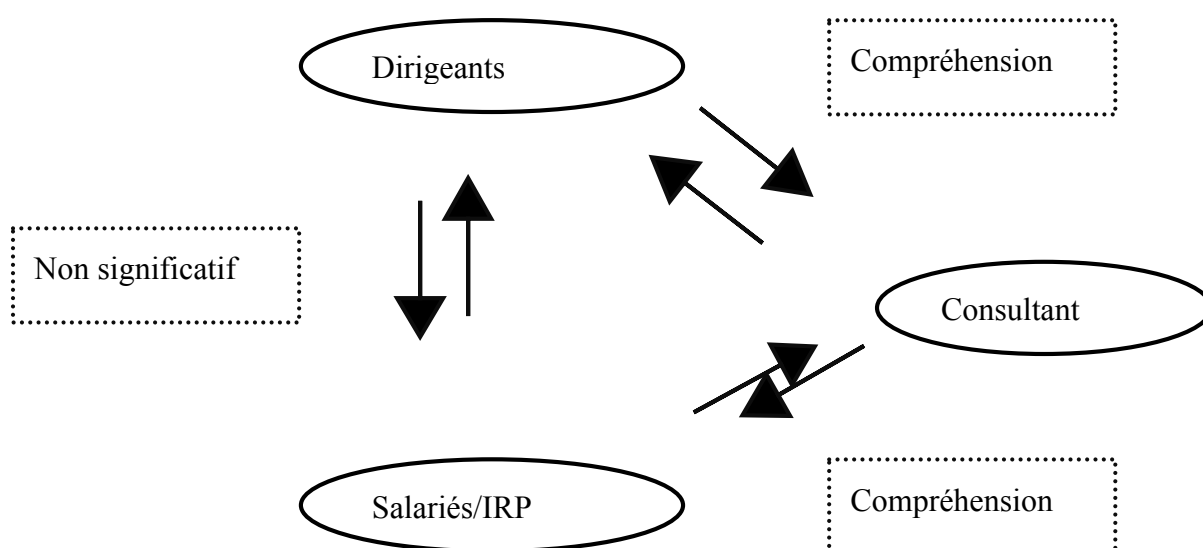 Dirigeants
Compréhension
Non significatif
Consultant
Salariés/IRP
Compréhension